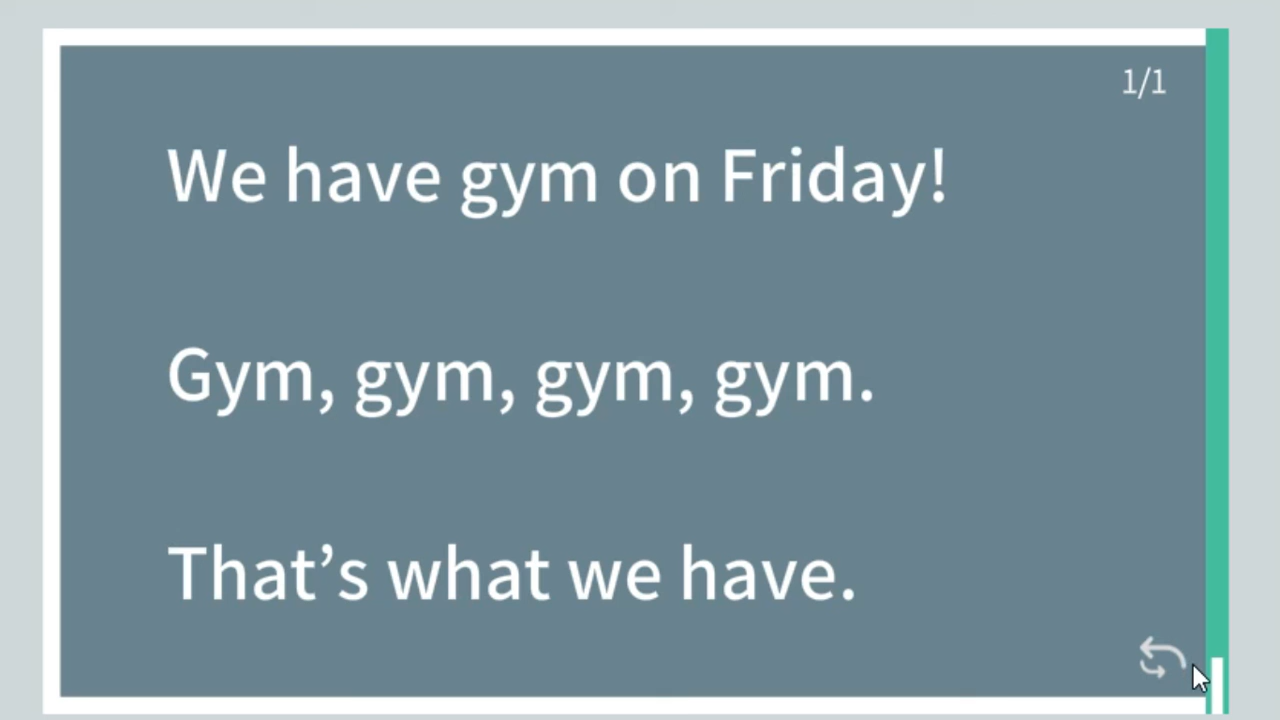 1/1
We have gym on Friday!
Gym, gym, gym, gym.
That’s what we have.